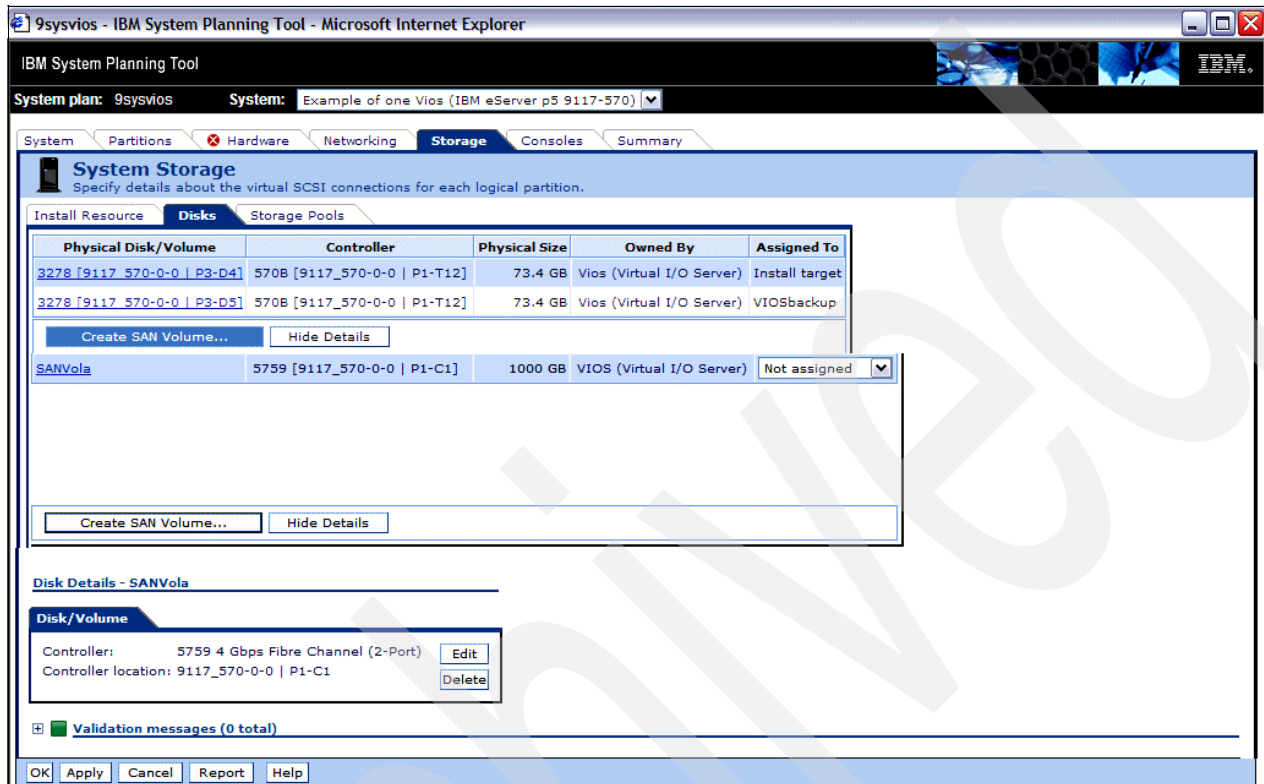 9sysvios - IBM System Planning Tool - Microsoft Internet Explorer
IBM System Planning Tool
IBM.
System plan: 9sysvios System: Example of one Vios (IBM eServer p5 9117-570)
System Partitions Hardware Networking Storage Consoles Summary
System Storage
Specify details about the virtual SCSI connections for each logical partition.
Install Resource Disks Storage Pools
Physical Disk/Volume Controller Physical Size Owned By Assigned To
3278 [9117_570-0-0 | P3-D4] 570B [9117_570-0-0 | P1-T12] 73.4 GB Vios (Virtual I/O Server) Install target
3278 [9117_570-0-0 | P3-D5] 570B [9117_570-0-0 | P1-T12] 73.4 GB Vios (Virtual I/O Server) VIOSbackup
Create SAN Volume... Hide Details
SANVola 5759 [9117_570-0-0 | P1-C1] 1000 GB VIOS (Virtual I/O Server) Not assigned
Create SAN Volume... Hide Details
Disk Details - SANVola
Disk/Volume
Controller: 5759 4 Gbps Fibre Channel (2-Port) Edit
Controller location: 9117_570-0-0 | P1-C1
Delete
Validation messages (0 total)
OK Apply Cancel Report Help